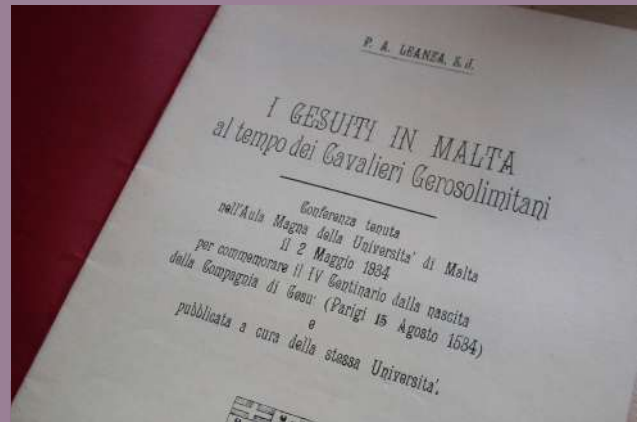 P. A. LEANZA, S. J.
I GESUITI IN MALTA
al tempo dei Cavalieri Gerosolimitani
Conferenza tenuta
nell'Aula Magna della Universita' di Malta
il 2 Maggio 1934
per commemorare il IV Centinario dalla nascita
della Compagnia di Gesu' (Parigi 15 Agosto 1534)
e
pubblicata a cura della stessa Universita'.